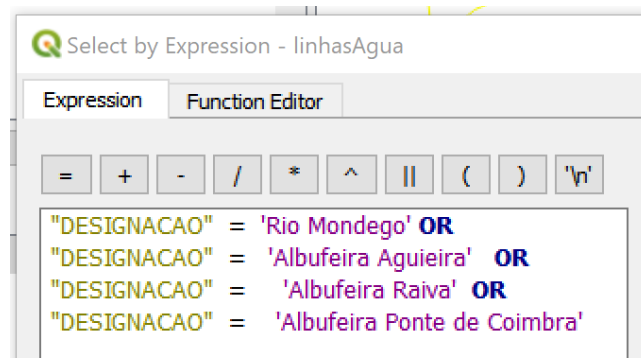 Select by Expression - linhasAgua
Expression Function Editor
= + - / * ^ || ( ) '\n'
"DESIGNACAO" = 'Rio Mondego' OR
"DESIGNACAO" = 'Albufeira Aguieira' OR
"DESIGNACAO" = 'Albufeira Raiva' OR
"DESIGNACAO" = 'Albufeira Ponte de Coimbra'